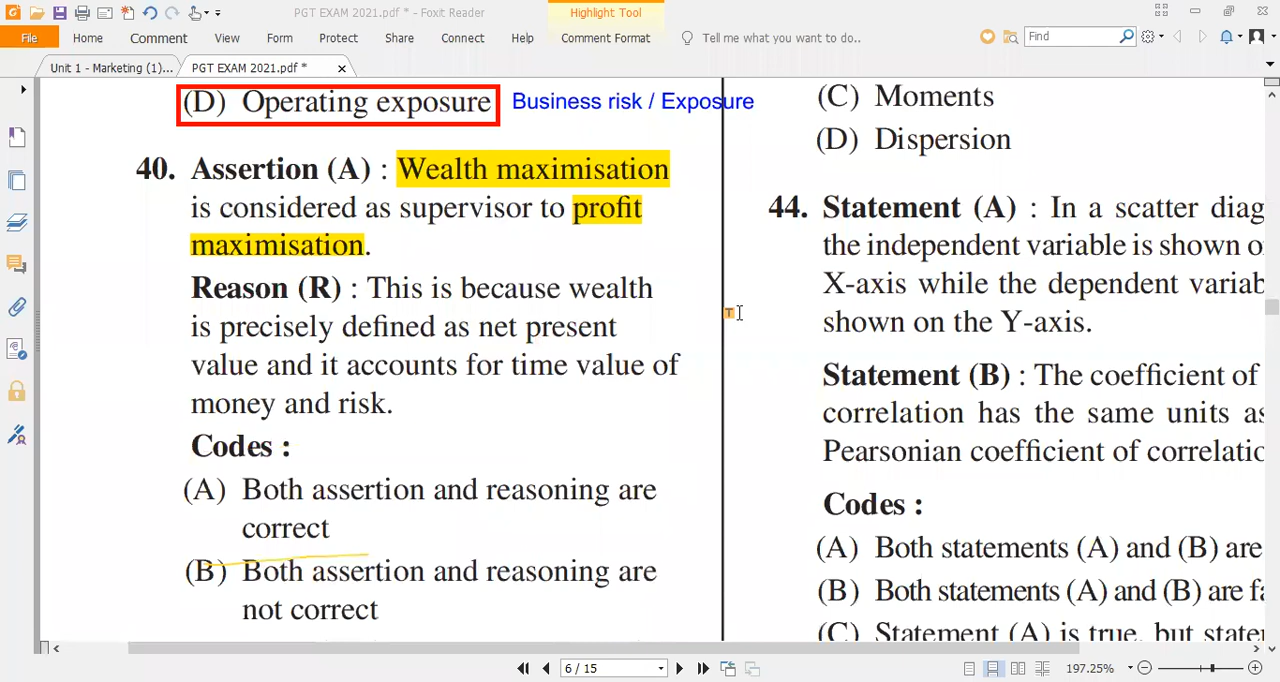 PGT EXAM 2021.pdf * - Foxit Reader
Highlight Tool
File Home Comment View Form Protect Share Connect Help Comment Format Tell me what you want to do.. Find
Unit 1 - Marketing (1)... PGT EXAM 2021.pdf *
(D) Operating exposure Business risk / Exposure
40. Assertion (A) : Wealth maximisation
is considered as supervisor to profit
maximisation.
Reason (R) : This is because wealth
is precisely defined as net present
value and it accounts for time value of
money and risk.
Codes :
(A) Both assertion and reasoning are
correct
(B) Both assertion and reasoning are
not correct
(C) Moments
(D) Dispersion
44. Statement (A) : In a scatter diag
the independent variable is shown o
X-axis while the dependent variab
shown on the Y-axis.
Statement (B) : The coefficient of
correlation has the same units as
Pearsonian coefficient of correlatio
Codes :
(A) Both statements (A) and (B) are
(B) Both statements (A) and (B) are fa
(C) Statement (A) is true, but state
6 / 15
197.25%